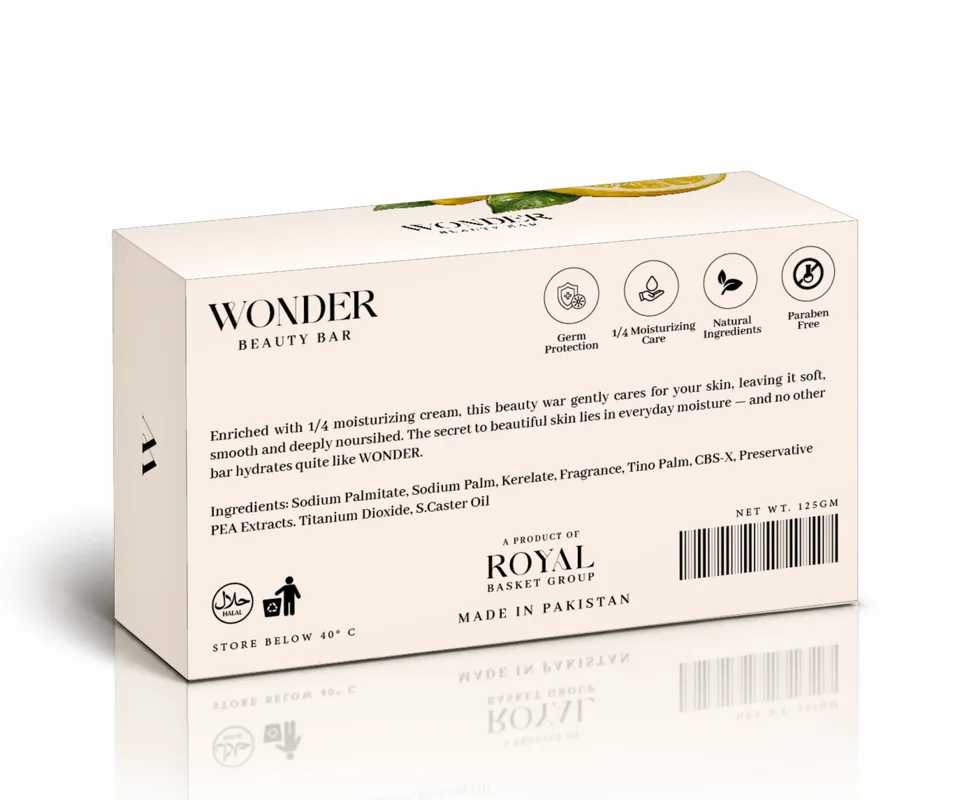 WONDER
BEAUTY BAR
WONDER
BEAUTY BAR
Germ
Protection
1/4 Moisturizing
Care
Natural
Ingredients
Paraben
Free
Enriched with 1/4 moisturizing cream, this beauty war gently cares for your skin, leaving it soft,
smooth and deeply noursihed. The secret to beautiful skin lies in everyday moisture — and no other
bar hydrates quite like WONDER.
Ingredients: Sodium Palmitate, Sodium Palm, Kerelate, Fragrance, Tino Palm, CBS-X, Preservative
PEA Extracts. Titanium Dioxide, S.Caster Oil
NET WT. 125GM
A PRODUCT OF
ROYAL
BASKET GROUP
MADE IN PAKISTAN
حلال
HALAL
STORE BELOW 40° C
W